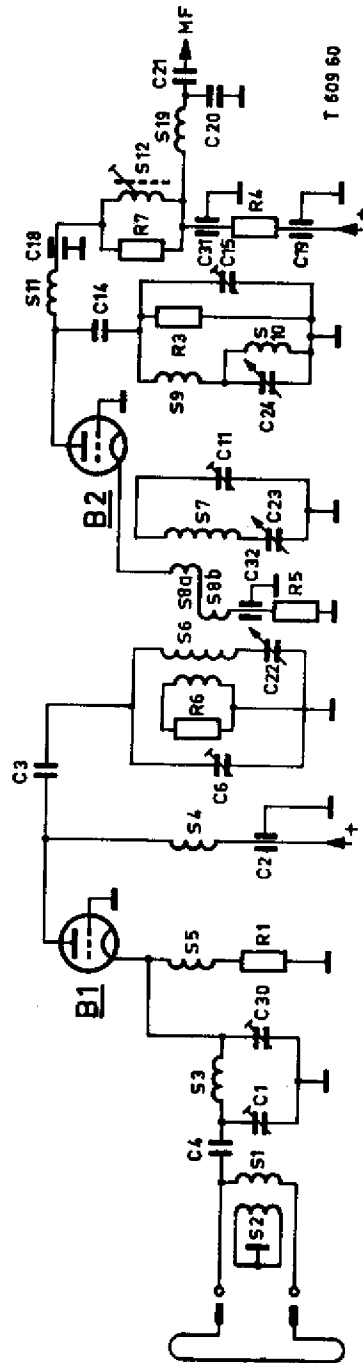 S2
S1
C4
C1
S3
C30
B1
S5
R1
S4
C2
+
C3
C6
R6
S6
C22
S8a
S8b
C32
R5
S7
C23
C11
B2
S11
C14
C18
S9
C24
R3
S
10
C15
C31
R4
C19
+
R7
S12
S19
C20
C21
MF
T 609 60